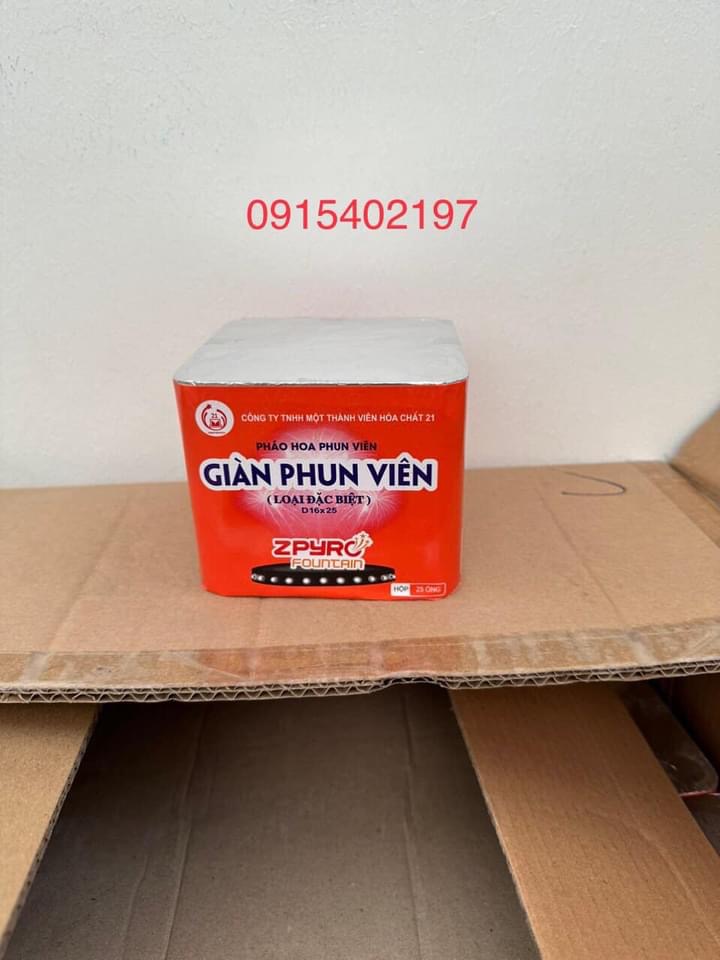 0915402197
21
CÔNG TY TNHH MỘT THÀNH VIÊN HÓA CHẤT 21
PHÁO HOA PHUN VIÊN
GIÀN PHUN VIÊN
(LOẠI ĐẶC BIỆT)
D16x25
ZPYRO
FOUNTAIN
HỘP 25 ỐNG